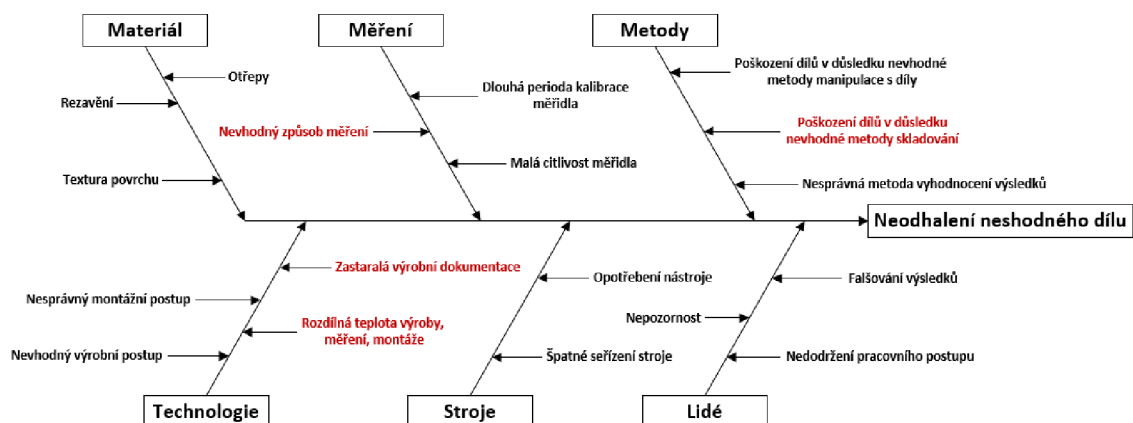 Materiál
Měření
Metody
Otřepy
Rezavění
Textura povrchu
Dlouhá perioda kalibrace
měřidla
Nevhodný způsob měření
Malá citlivost měřidla
Poškození dílů v důsledku nevhodné
metody manipulace s díly
Poškození dílů v důsledku
nevhodné metody skladování
Nesprávná metoda vyhodnocení výsledků
Neodhalení neshodného dílu
Zastaralá výrobní dokumentace
Nesprávný montážní postup
Rozdílná teplota výroby,
měření, montáže
Nevhodný výrobní postup
Opotřebení nástroje
Špatné seřízení stroje
Falšování výsledků
Nepozornost
Nedodržení pracovního postupu
Technologie
Stroje
Lidé